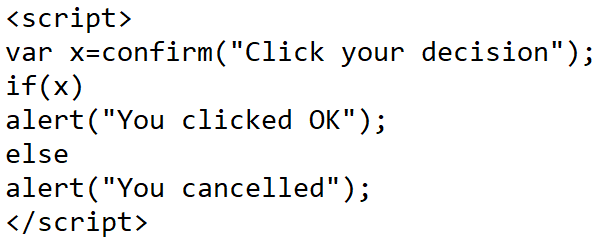 <script>
var x=confirm("Click your decision");
if(x)
alert("You clicked OK");
else
alert("You cancelled");
</script>